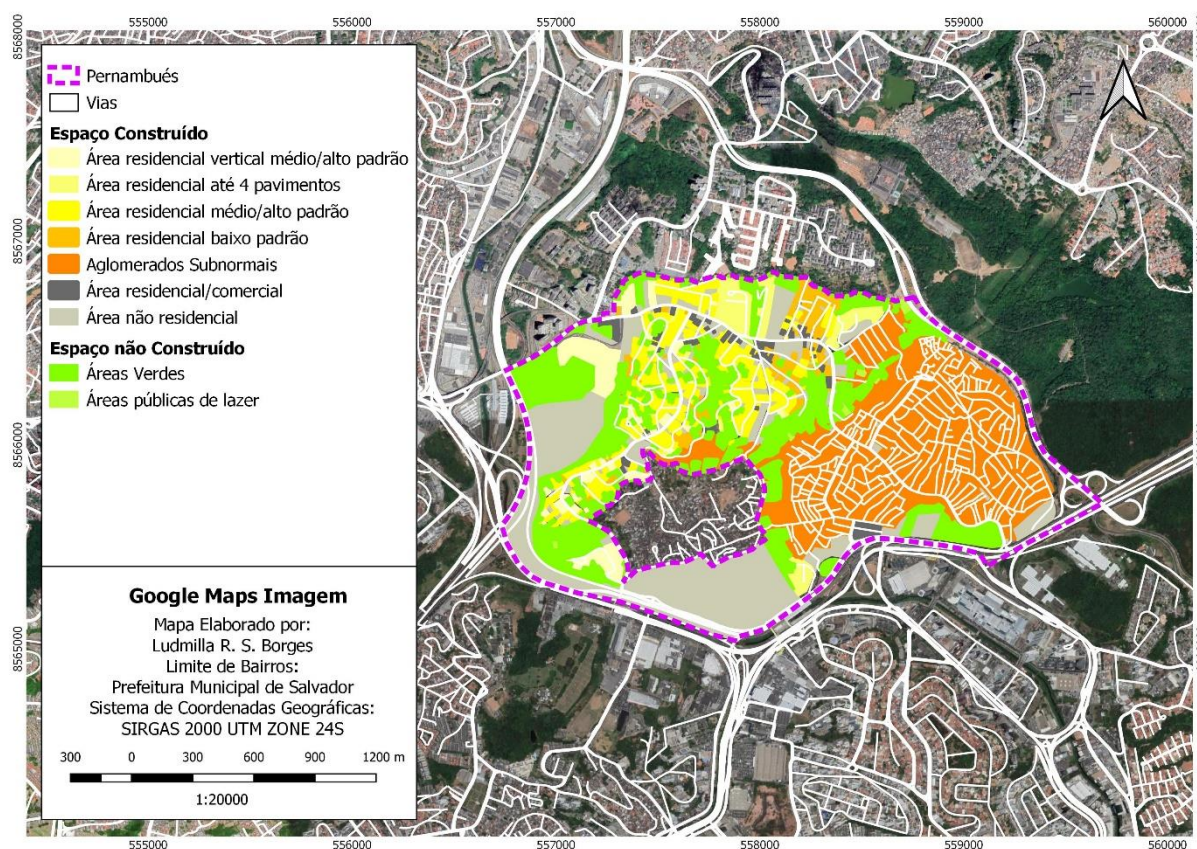 555000 556000 557000 558000 559000 560000
8568000
8567000
8566000
8565000
Pernambués
Vias
Espaço Construído
Área residencial vertical médio/alto padrão
Área residencial até 4 pavimentos
Área residencial médio/alto padrão
Área residencial baixo padrão
Aglomerados Subnormais
Área residencial/comercial
Área não residencial
Espaço não Construído
Áreas Verdes
Áreas públicas de lazer
Google Maps Imagem
Mapa Elaborado por:
Ludmilla R. S. Borges
Limite de Bairros:
Prefeitura Municipal de Salvador
Sistema de Coordenadas Geográficas:
SIRGAS 2000 UTM ZONE 24S
300 0 300 600 900 1200 m
1:20000
N
555000 556000 557000 558000 559000 560000